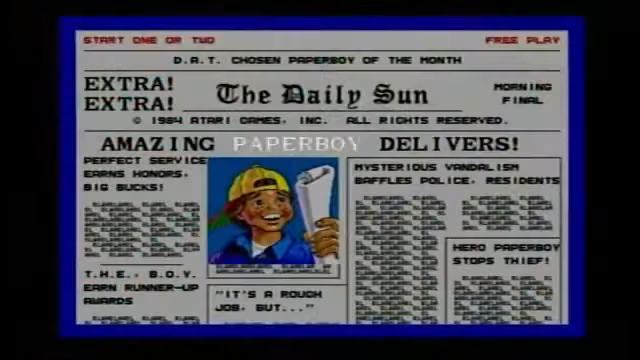 START ONE OR TWO
FREE PLAY
D.A.T. CHOSEN PAPERBOY OF THE MONTH
EXTRA!
EXTRA!
The Daily Sun
MORNING
FINAL
© 1984 ATARI GAMES, INC. ALL RIGHTS RESERVED.
AMAZING PAPERBOY DELIVERS!
PERFECT SERVICE
EARNS HONORS,
BIG BUCKS!
T.H.E. B.O.Y.
EARN RUNNER-UP
AWARDS
"IT'S A ROUGH
JOB, BUT..."
MYSTERIOUS VANDALISM
BAFFLES POLICE, RESIDENTS
HERO PAPERBOY
STOPS THIEF!